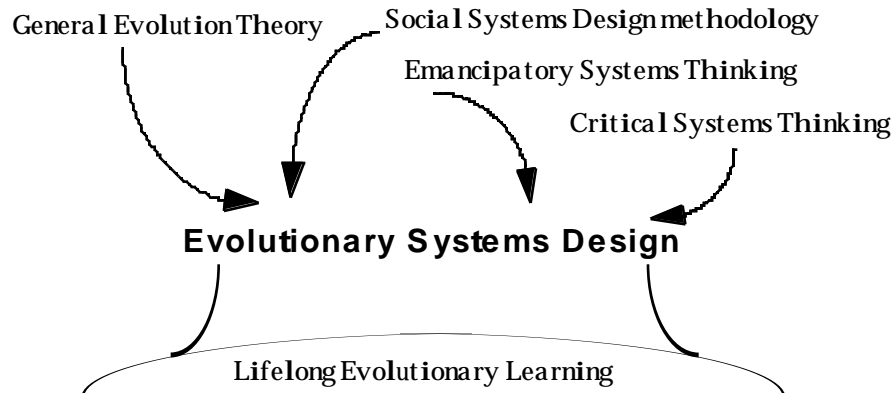 General Evolution Theory
Social Systems Design methodology
Emancipatory Systems Thinking
Critical Systems Thinking
Evolutionary Systems Design
Lifelong Evolutionary Learning